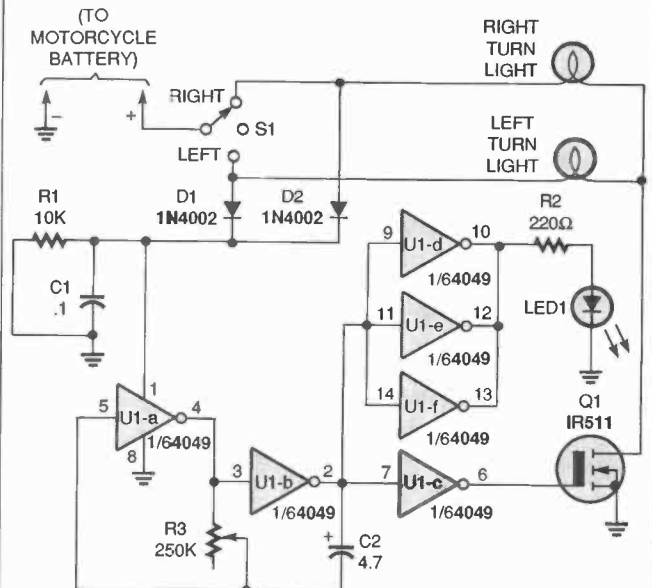 (TO
MOTORCYCLE
BATTERY)
RIGHT
TURN
LIGHT
RIGHT
−
+
S1
LEFT
LEFT
TURN
LIGHT
R1
10K
D1
1N4002
D2
1N4002
R2
220Ω
9
U1-d
10
1/64049
C1
.1
11
U1-e
12
1/64049
LED1
14
U1-f
13
1/64049
Q1
IR511
5
1
U1-a
4
1/64049
8
3
U1-b
2
1/64049
7
U1-c
6
1/64049
R3
250K
+
C2
4.7